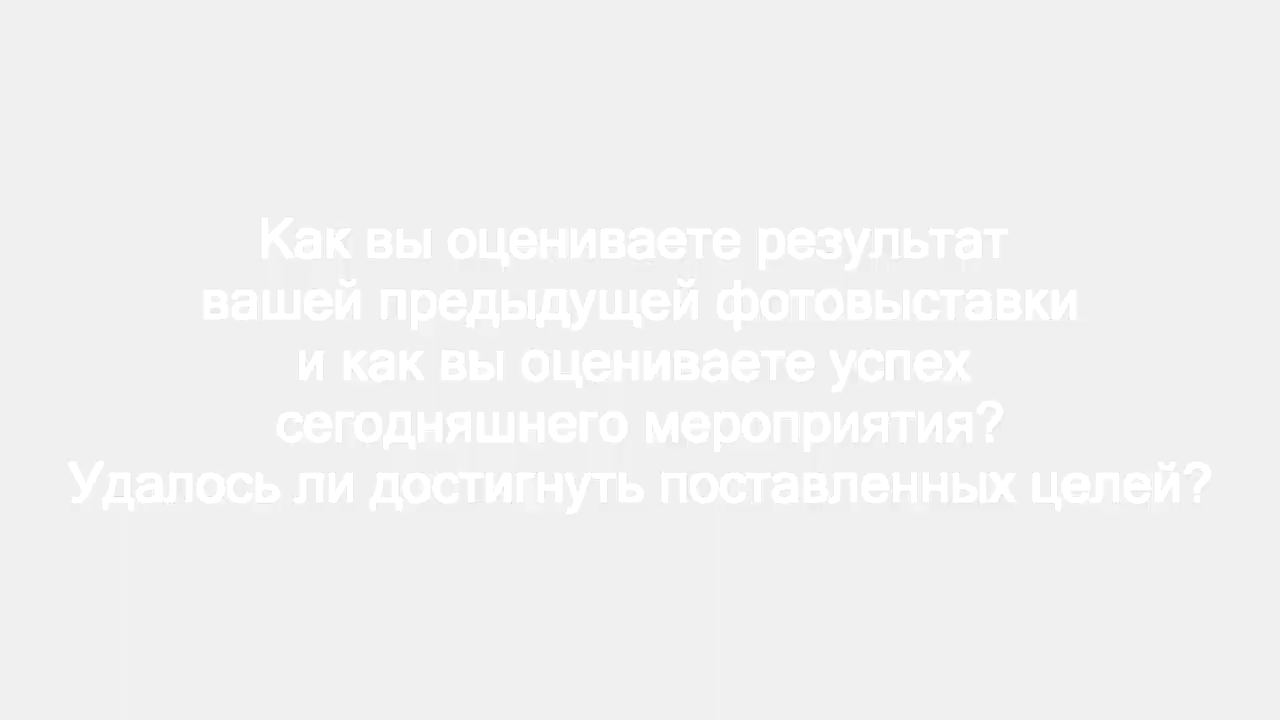 Как вы оцениваете результат
вашей предыдущей фотовыставки
и как вы оцениваете успех
сегодняшнего мероприятия?
Удалось ли достигнуть поставленных целей?